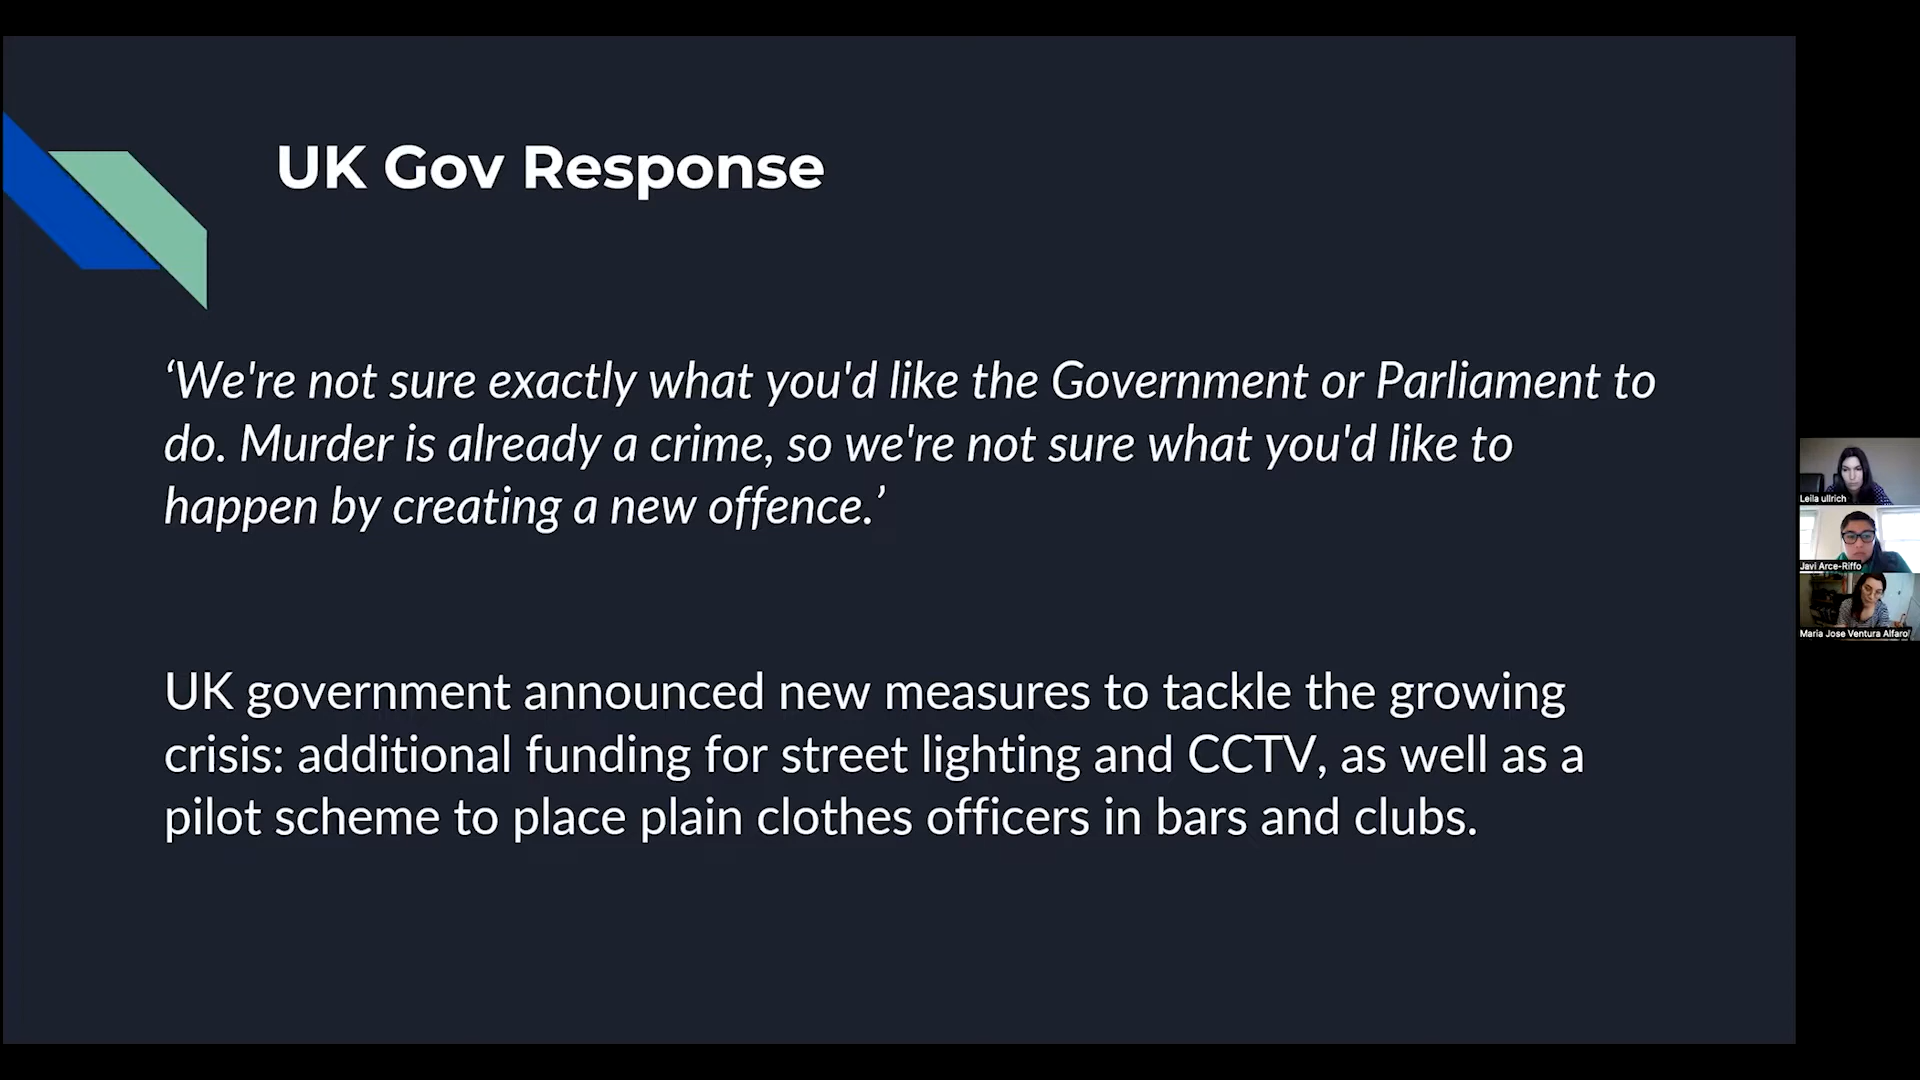 UK Gov Response
‘We're not sure exactly what you'd like the Government or Parliament to
do. Murder is already a crime, so we're not sure what you'd like to
happen by creating a new offence.’
UK government announced new measures to tackle the growing
crisis: additional funding for street lighting and CCTV, as well as a
pilot scheme to place plain clothes officers in bars and clubs.
Leila ullrich
Javi Arce-Riffo
Maria Jose Ventura Alfaro